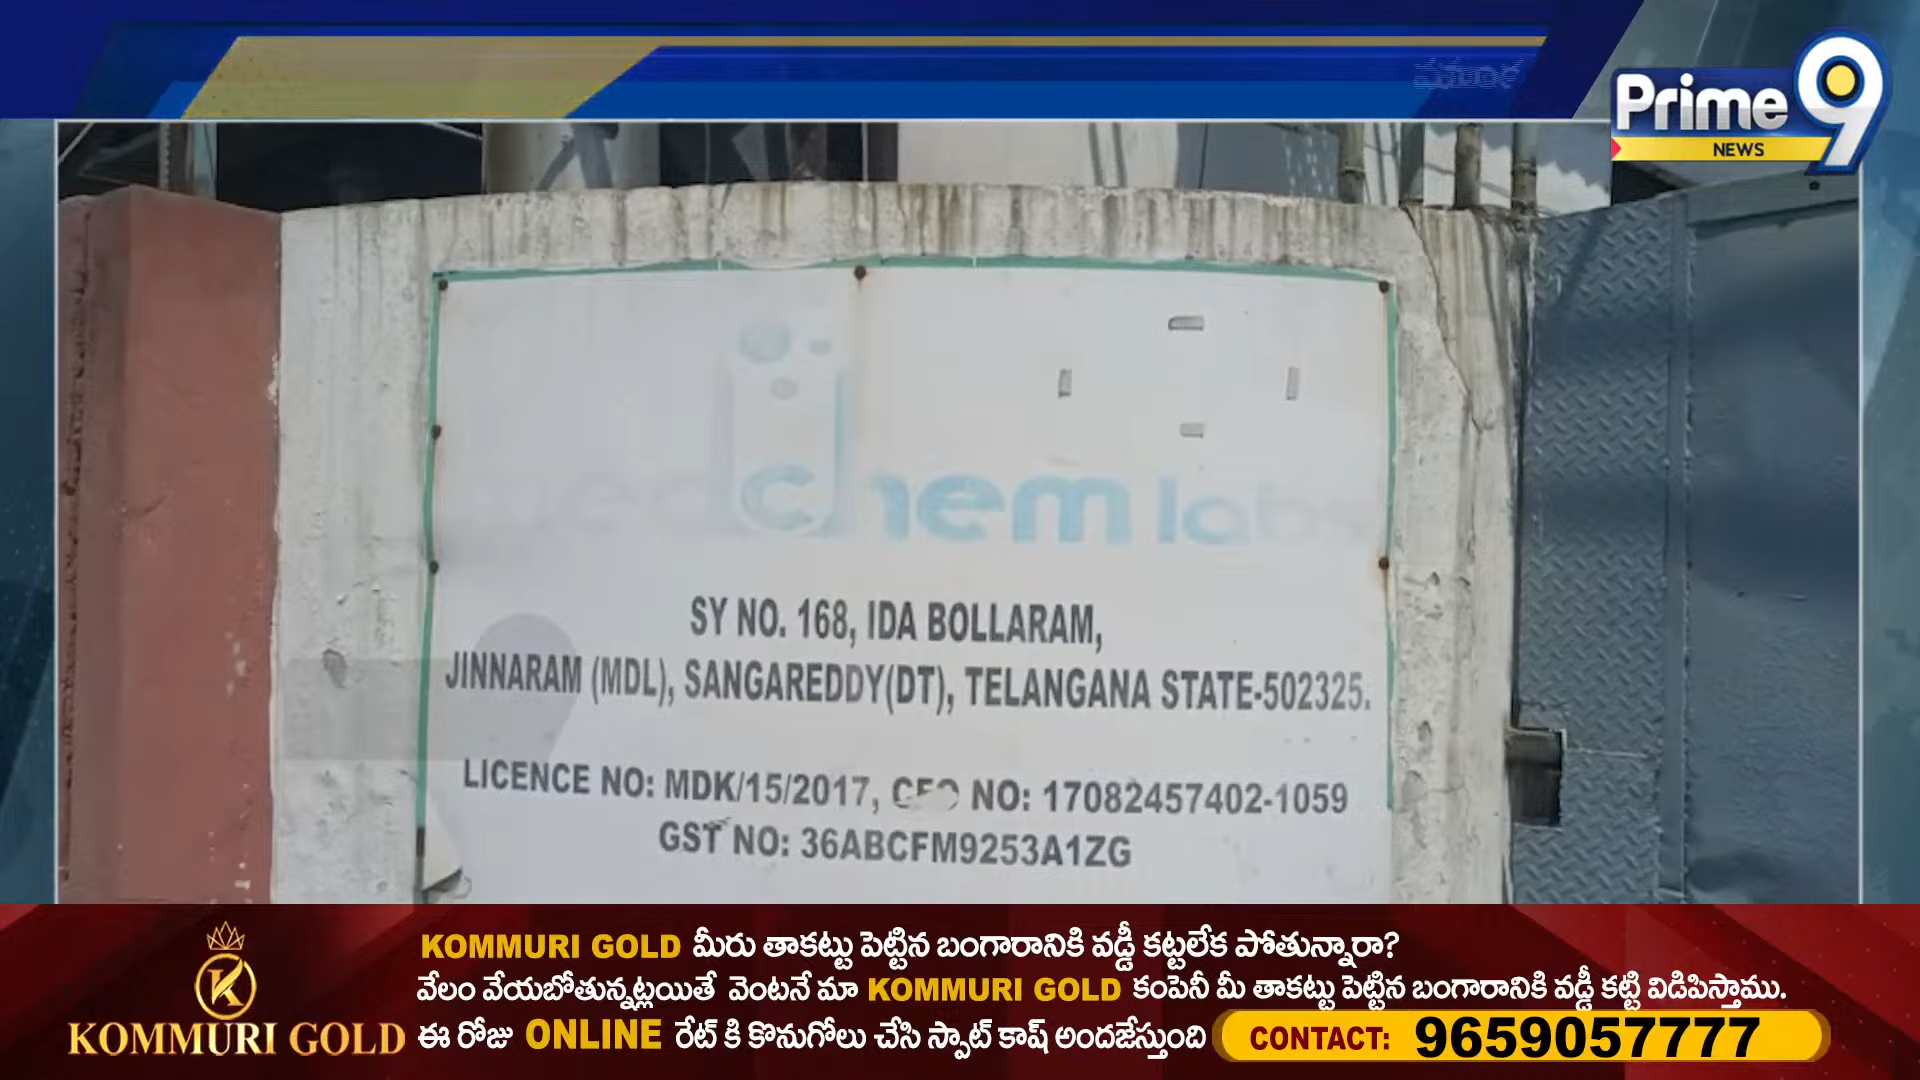 Prime9
NEWS
chem labs
SY NO. 168, IDA BOLLARAM,
JINNARAM (MDL), SANGAREDDY(DT), TELANGANA STATE-502325.
LICENCE NO: MDK/15/2017, NO: 17082457402-1059
GST NO: 36ABCFM9253A1ZG
KOMMURI GOLD మీరు తాకట్టు పెట్టిన బంగారానికి వడ్డీ కట్టలేక పోతున్నారా?
వేలం వేయబోతున్నట్లయితే వెంటనే మా KOMMURI GOLD కంపెనీ మీ తాకట్టు పెట్టిన బంగారానికి వడ్డీ కట్టి విడిపిస్తాము.
KOMMURI GOLD ఈ రోజు ONLINE రేట్ కి కొనుగోలు చేసి స్పాట్ కాష్ అందజేస్తుంది CONTACT: 9659057777